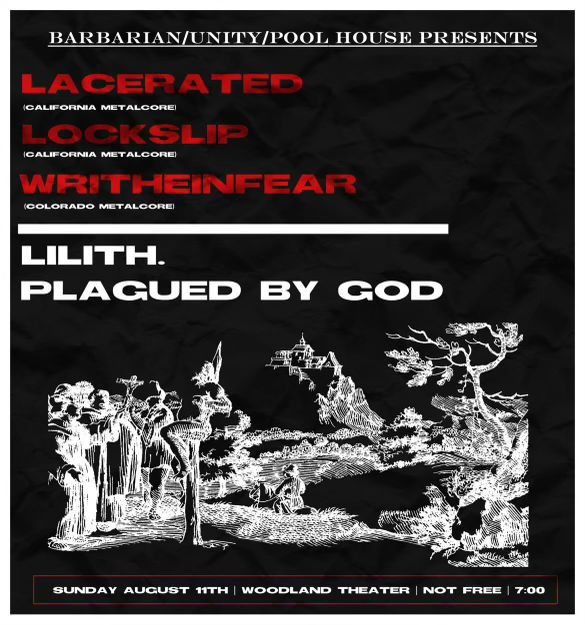 BARBARIAN/UNITY/POOL HOUSE PRESENTS
LACERATED
(CALIFORNIA METALCORE)
LOCKSLIP
(CALIFORNIA METALCORE)
WRITHEINFEAR
(COLORADO METALCORE)
LILITH.
PLAGUED BY GOD
SUNDAY AUGUST 11TH | WOODLAND THEATER | NOT FREE | 7:00